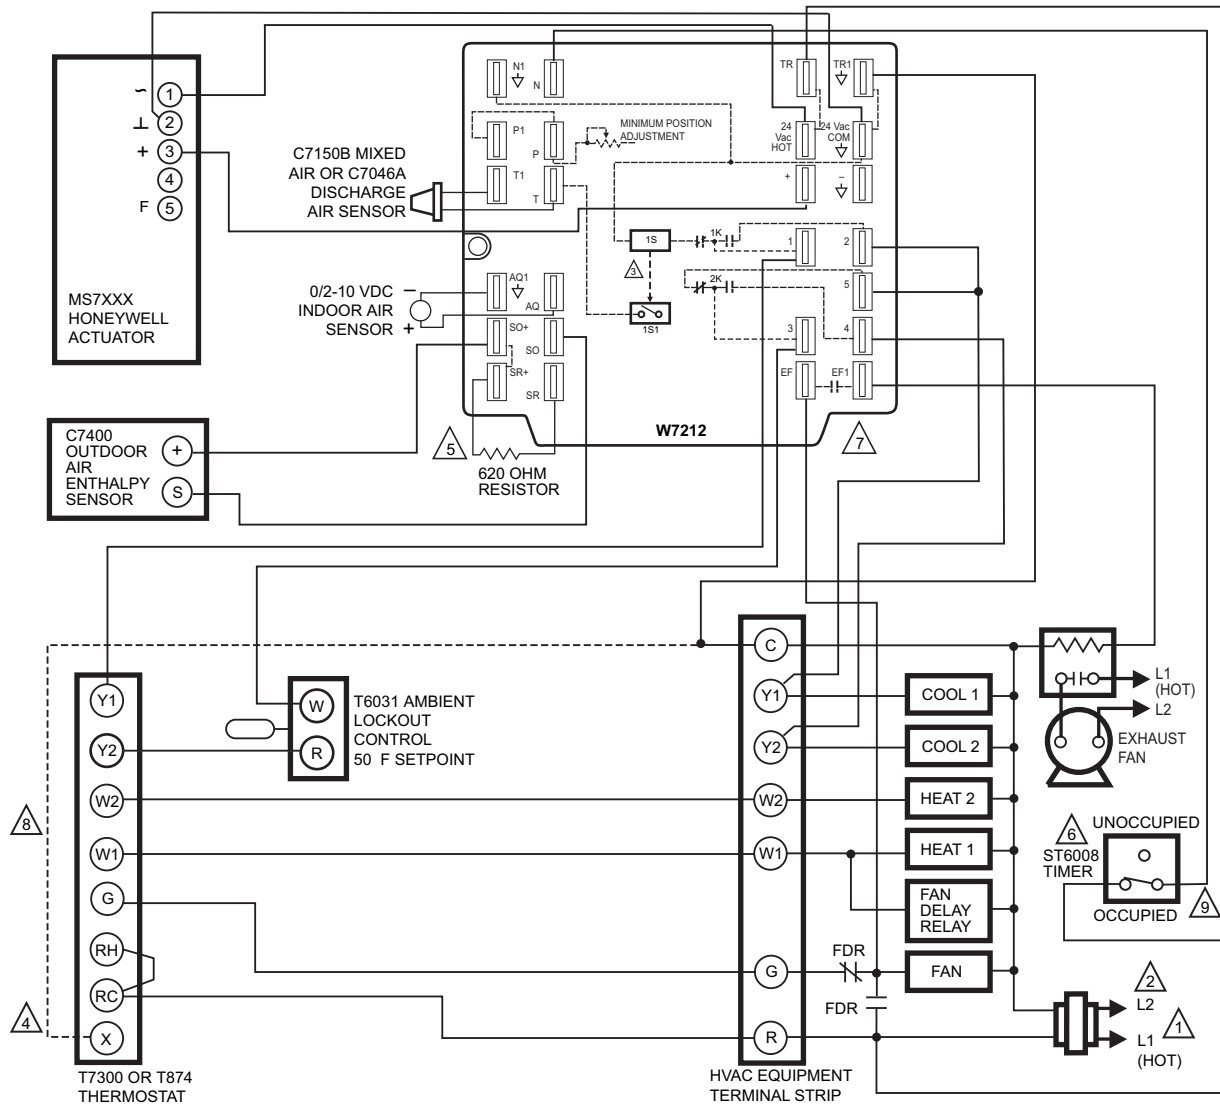 ~ 1
⊥ 2
+ 3
4
F 5
MS7XXX
HONEYWELL
ACTUATOR
C7150B MIXED
AIR OR C7046A
DISCHARGE
AIR SENSOR
0/2-10 VDC
INDOOR AIR
SENSOR
−
+
N1
N
P1
P
T1
T
MINIMUM POSITION
ADJUSTMENT
TR
TR1
24
Vac
HOT
24 Vac
COM
+
−
1S
1K
1
2
3
2K
5
1S1
3
4
AQ1
AQ
SO+
SO
SR+
SR
EF
EF1
W7212
7
5
620 OHM
RESISTOR
C7400
OUTDOOR
AIR
ENTHALPY
SENSOR
+
S
Y1
Y2
W2
W1
G
RH
RC
X
8
4
T7300 OR T874
THERMOSTAT
W
R
T6031 AMBIENT
LOCKOUT
CONTROL
50 F SETPOINT
C
Y1
Y2
W2
W1
G
R
HVAC EQUIPMENT
TERMINAL STRIP
COOL 1
COOL 2
HEAT 2
HEAT 1
FAN
DELAY
RELAY
FDR
FAN
FDR
L1
(HOT)
L2
EXHAUST
FAN
6
UNOCCUPIED
ST6008
TIMER
OCCUPIED
9
2
L2
L1
1
(HOT)